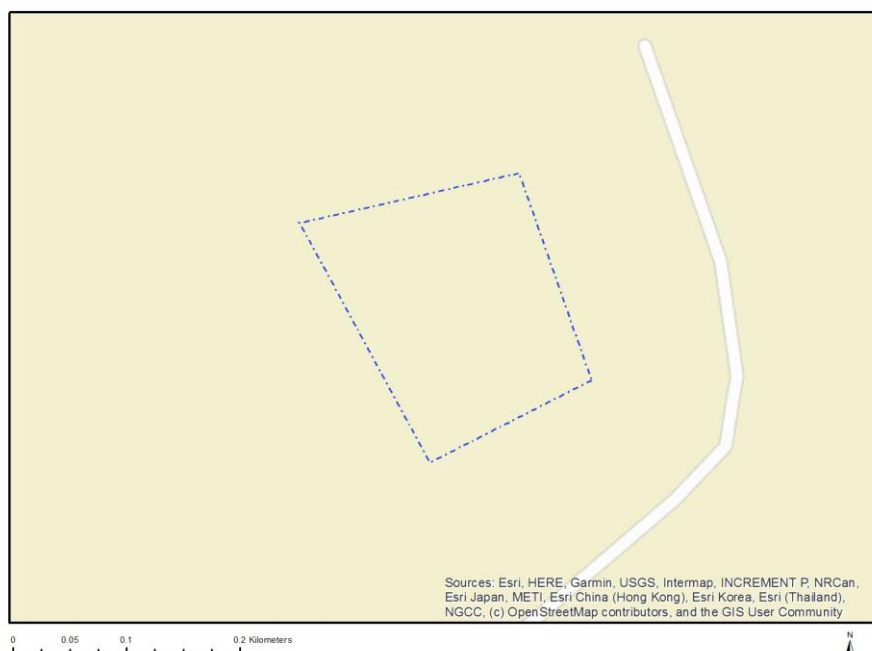 Sources: Esri, HERE, Garmin, USGS, Intermap, INCREMENT P, NRCan,
Esri Japan, METI, Esri China (Hong Kong), Esri Korea, Esri (Thailand),
NGCC, (c) OpenStreetMap contributors, and the GIS User Community
0 0.05 0.1 0.2 Kilometers
N